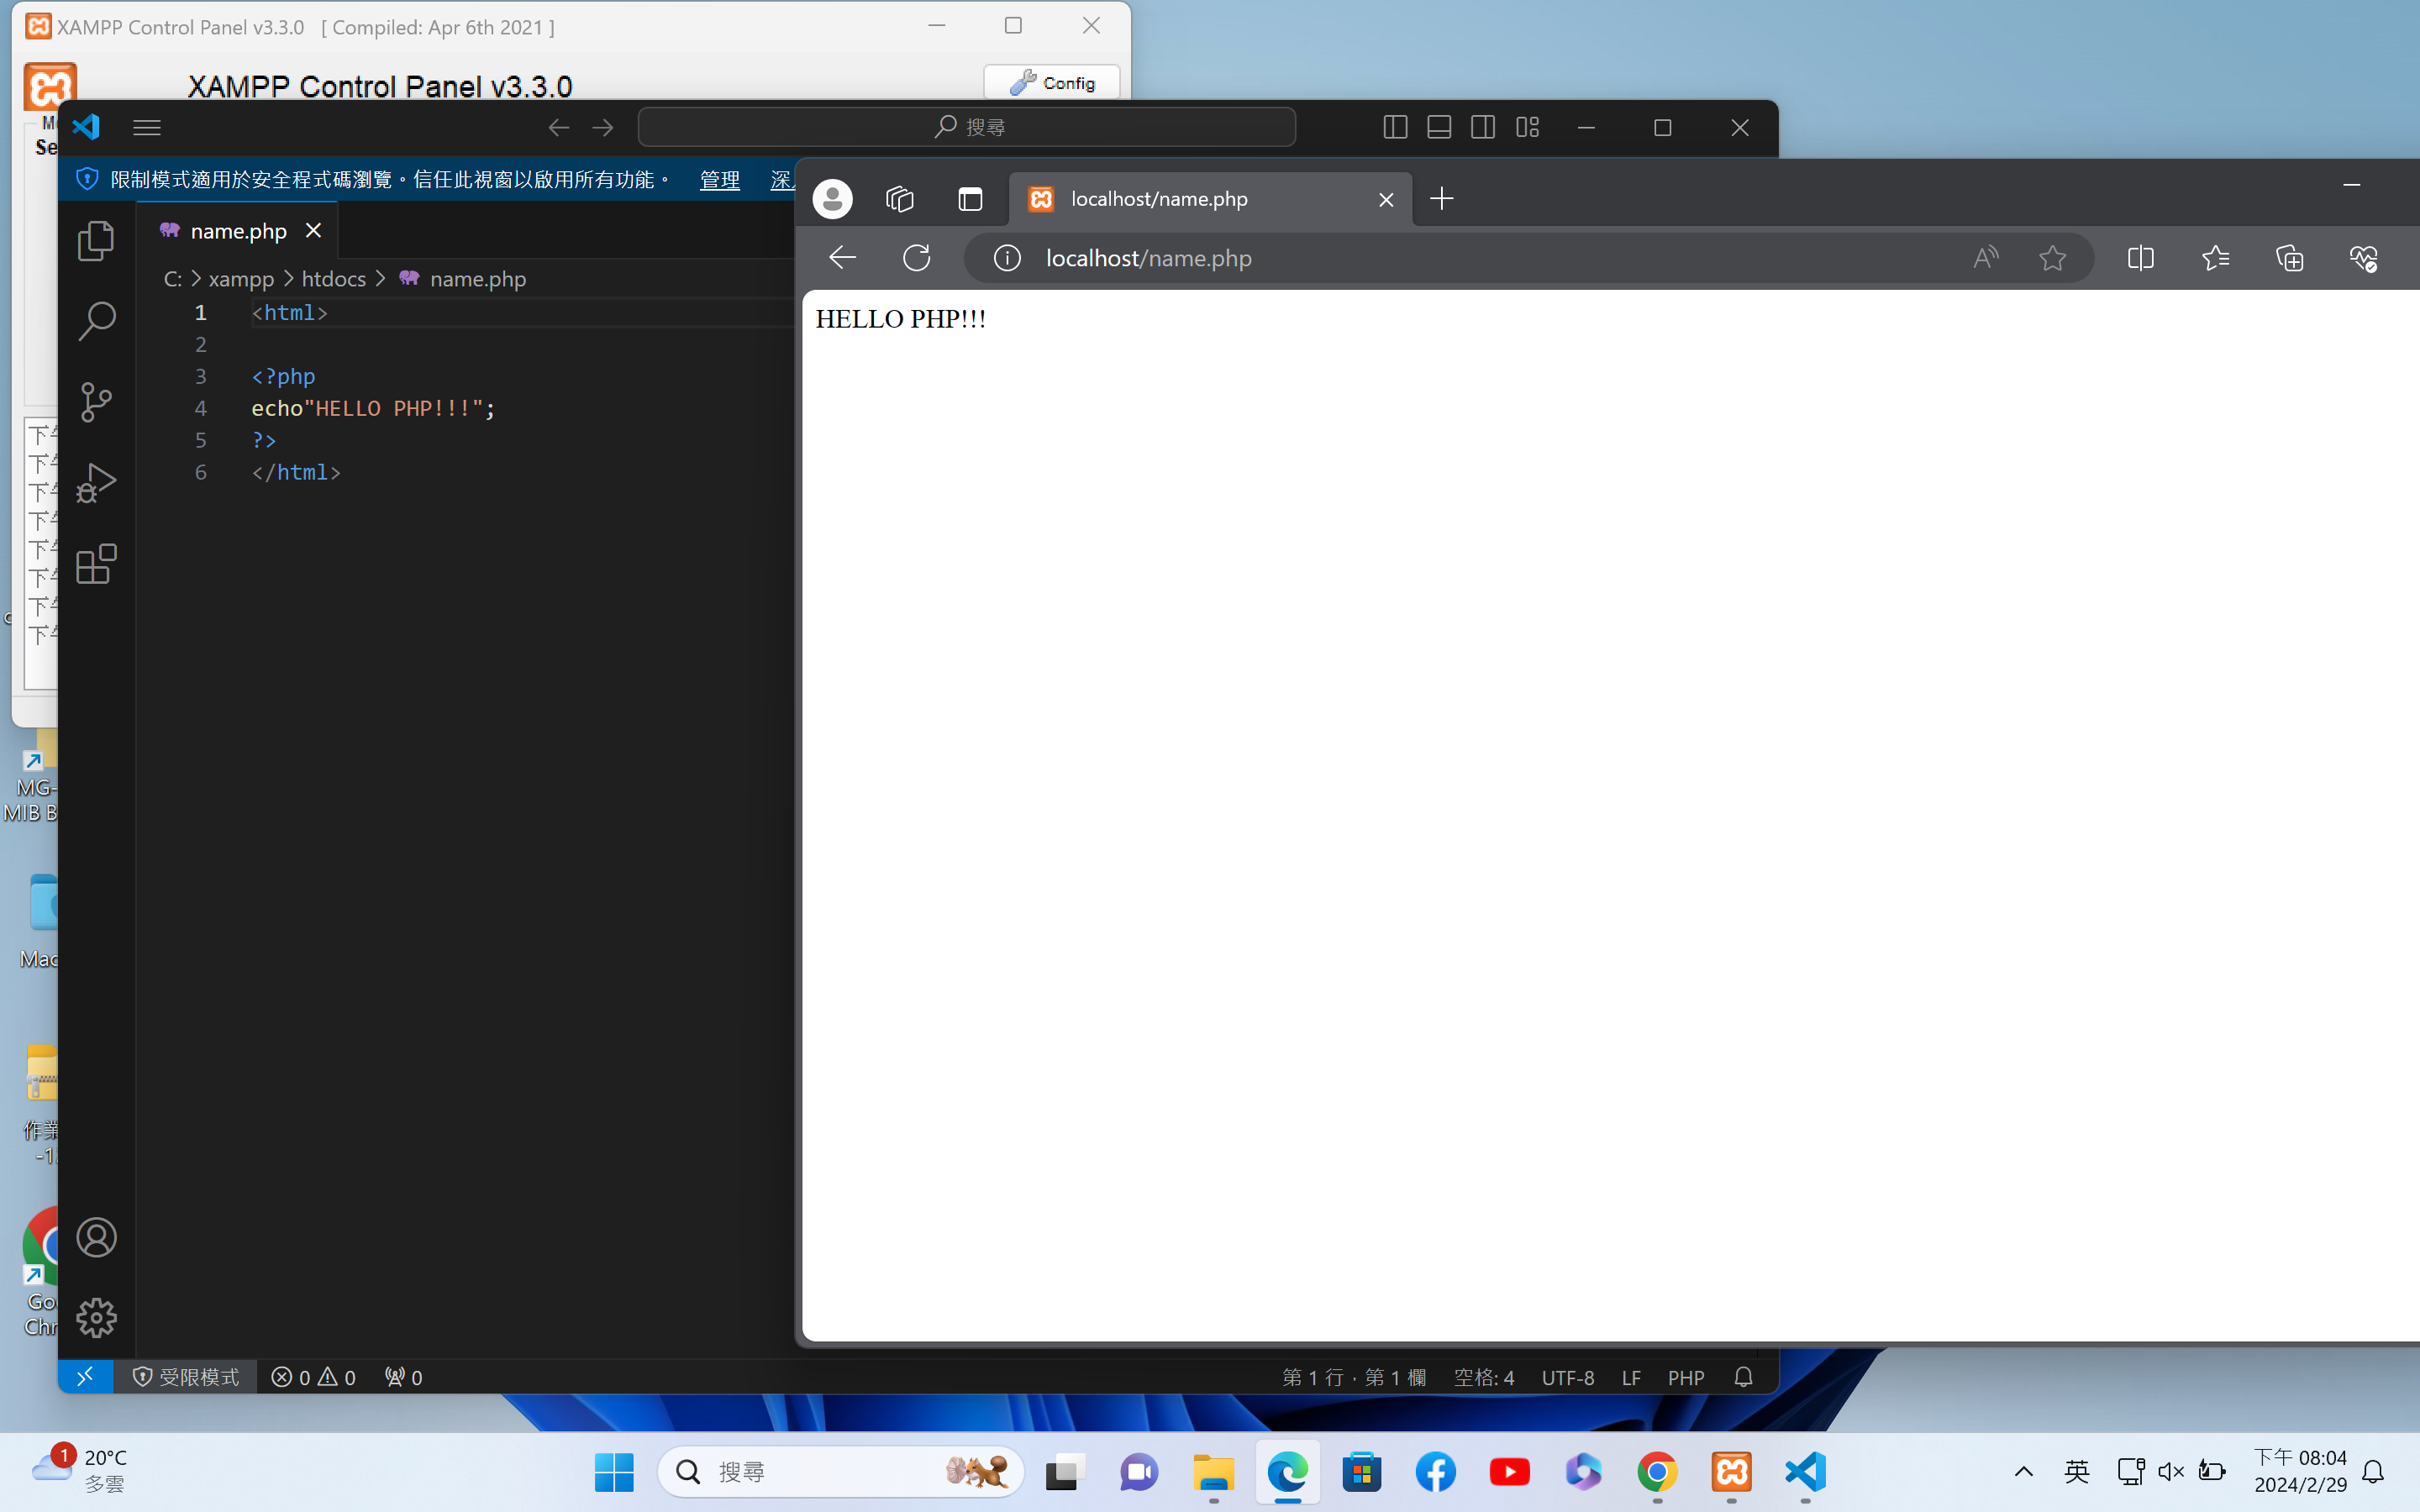 XAMPP Control Panel v3.3.0 [ Compiled: Apr 6th 2021 ]
XAMPP Control Panel v3.3.0
Config
搜尋
限制模式適用於安全程式碼瀏覽。信任此視窗以啟用所有功能。 管理
localhost/name.php
localhost/name.php
HELLO PHP!!!
name.php
C: > xampp > htdocs > name.php
1 <html>
2
3 <?php
4 echo"HELLO PHP!!!";
5 ?>
6 </html>
受限模式 0 0 0
第 1 行，第 1 欄 空格: 4 UTF-8 LF PHP
1
20°C
多雲
搜尋
英
下午 08:04
2024/2/29